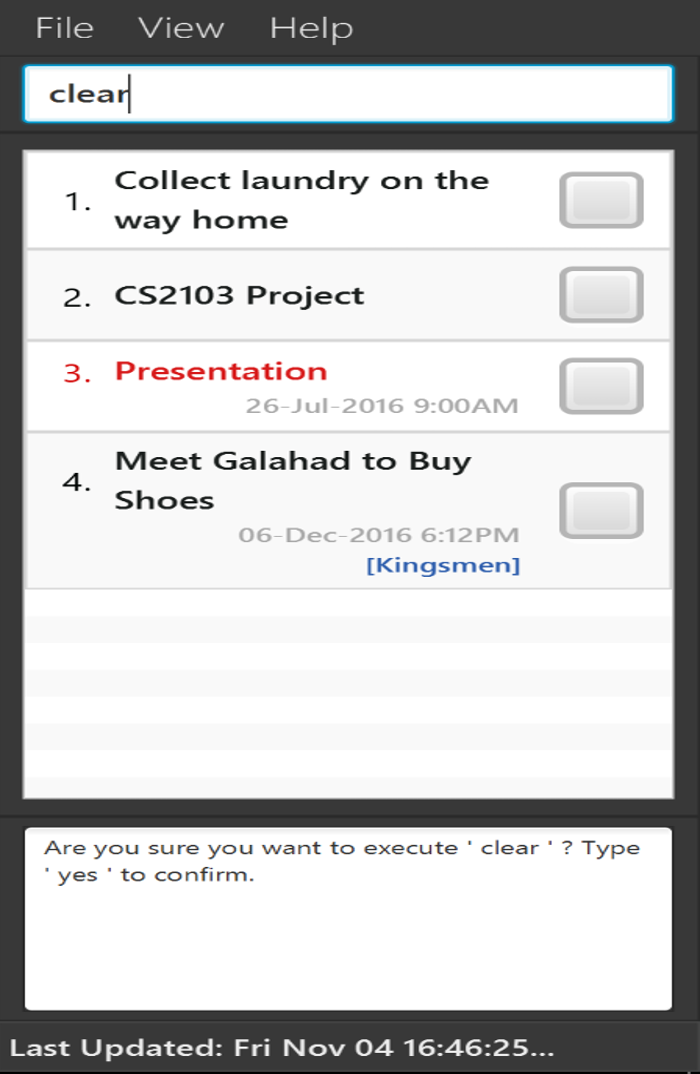 File View Help
clear
1. Collect laundry on the
way home
2. CS2103 Project
3. Presentation
26-Jul-2016 9:00AM
4. Meet Galahad to Buy
Shoes
06-Dec-2016 6:12PM
[Kingsmen]
Are you sure you want to execute ' clear ' ? Type
' yes ' to confirm.
Last Updated: Fri Nov 04 16:46:25...